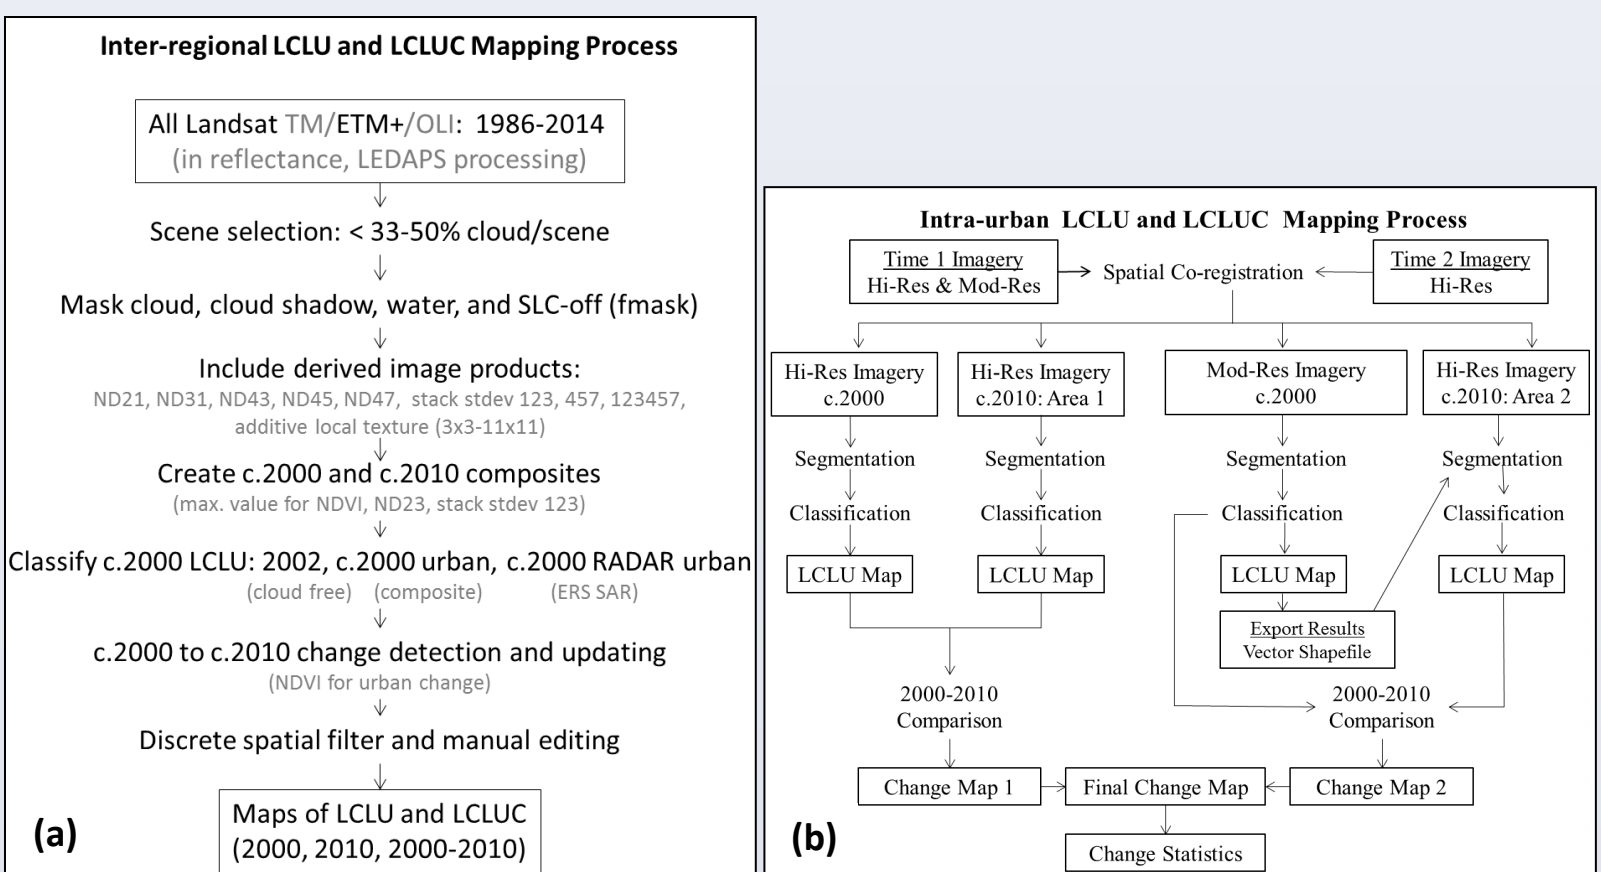 Inter-regional LCLU and LCLUC Mapping Process
All Landsat TM/ETM+/OLI: 1986-2014
(in reflectance, LEDAPS processing)
Scene selection: < 33-50% cloud/scene
Mask cloud, cloud shadow, water, and SLC-off (fmask)
Include derived image products:
ND21, ND31, ND43, ND45, ND47, stack stdev 123, 457, 123457,
additive local texture (3x3-11x11)
Create c.2000 and c.2010 composites
(max. value for NDVI, ND23, stack stdev 123)
Classify c.2000 LCLU: 2002, c.2000 urban, c.2000 RADAR urban
(cloud free) (composite) (ERS SAR)
c.2000 to c.2010 change detection and updating
(NDVI for urban change)
Discrete spatial filter and manual editing
Maps of LCLU and LCLUC
(2000, 2010, 2000-2010)
(a)
Intra-urban LCLU and LCLUC Mapping Process
Time 1 Imagery
Hi-Res & Mod-Res
Spatial Co-registration
Time 2 Imagery
Hi-Res
Hi-Res Imagery
c.2000
Hi-Res Imagery
c.2010: Area 1
Mod-Res Imagery
c.2000
Hi-Res Imagery
c.2010: Area 2
Segmentation
Segmentation
Segmentation
Segmentation
Classification
Classification
Classification
Classification
LCLU Map
LCLU Map
LCLU Map
LCLU Map
Export Results
Vector Shapefile
2000-2010
Comparison
2000-2010
Comparison
Change Map 1
Final Change Map
Change Map 2
Change Statistics
(b)